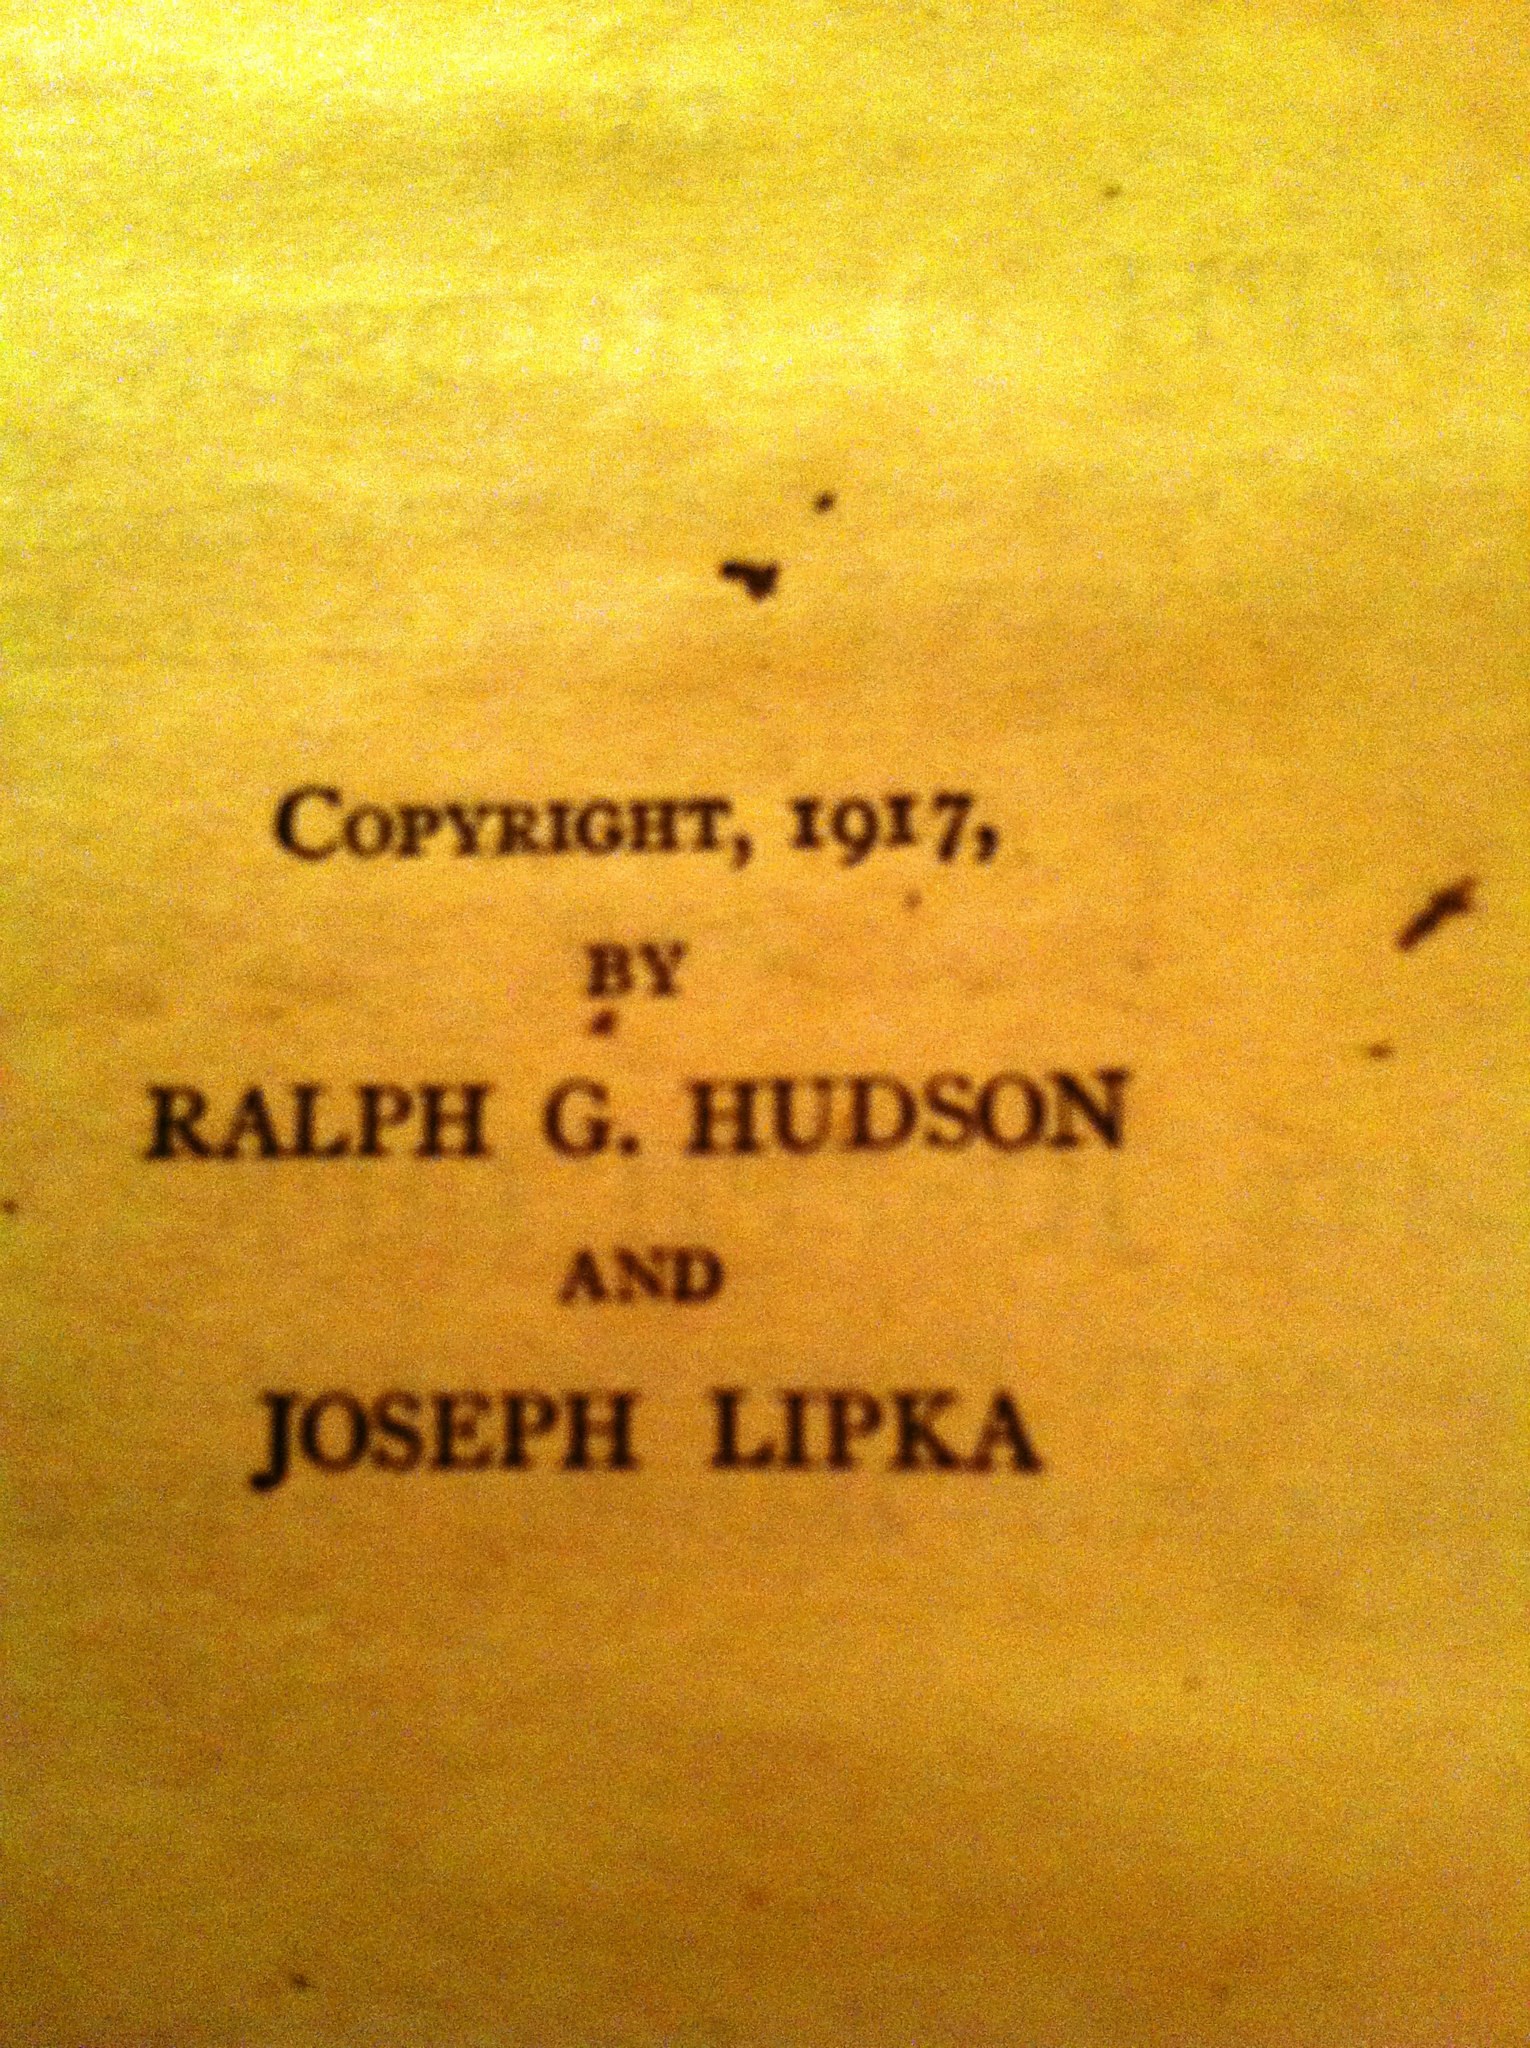 COPYRIGHT, 1917,
BY
RALPH G. HUDSON
AND
JOSEPH LIPKA